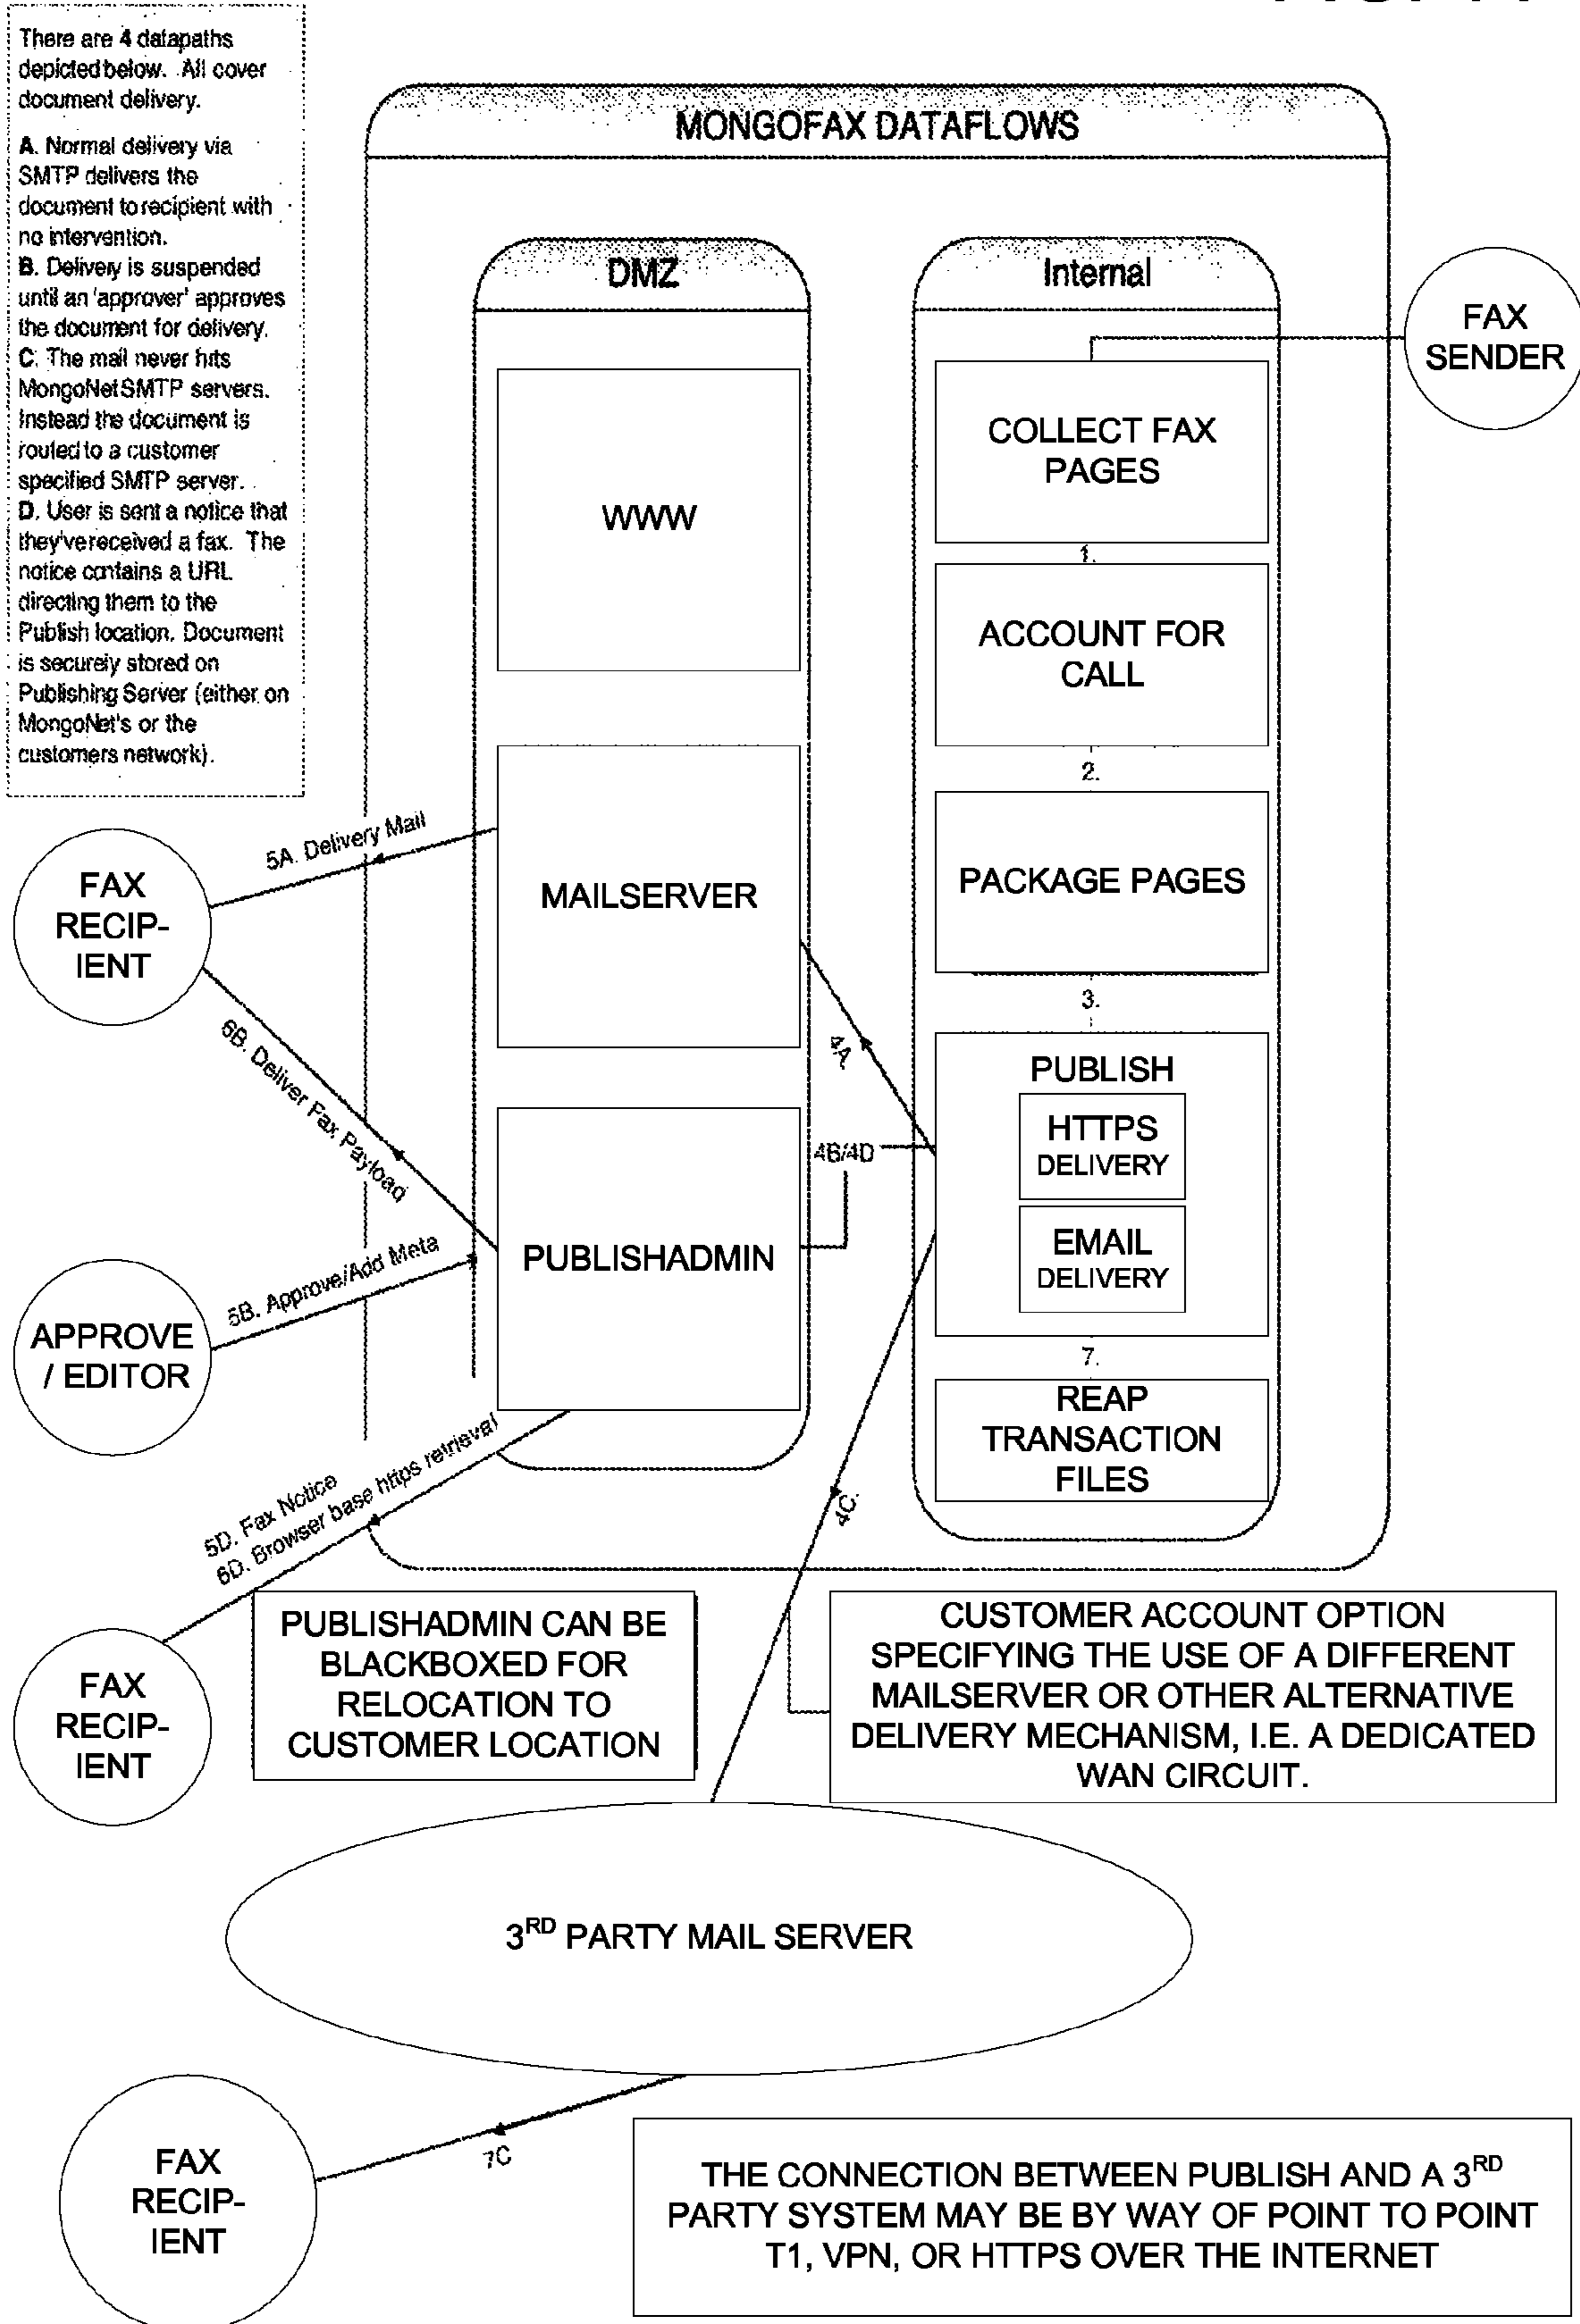 There are 4 datapaths
depicted below. All cover
document delivery.
A. Normal delivery via
SMTP delivers the
document to recipient with
no intervention.
B. Delivery is suspended
until an 'approver' approves
the document for delivery.
C. The mail never hits
MongoNet SMTP servers.
Instead the document is
routed to a customer
specified SMTP server.
D. User is sent a notice that
they've received a fax. The
notice contains a URL
directing them to the
Publish location. Document
is securely stored on
Publishing Server (either on
MongoNet's or the
customers network).
MONGOFAX DATAFLOWS
DMZ
Internal
FAX
SENDER
COLLECT FAX
PAGES
WWW
1.
ACCOUNT FOR
CALL
2.
5A. Delivery Mail
FAX
RECIP-
IENT
MAILSERVER
PACKAGE PAGES
3.
6B. Deliver Fax Payload
4A.
PUBLISH
HTTPS
DELIVERY
4B/4D
EMAIL
DELIVERY
PUBLISHADMIN
5B. Approve/Add Meta
APPROVE
/ EDITOR
7.
REAP
TRANSACTION
FILES
4C.
5D. Fax Notice
6D. Browser base https retrieval
FAX
RECIP-
IENT
PUBLISHADMIN CAN BE
BLACKBOXED FOR
RELOCATION TO
CUSTOMER LOCATION
CUSTOMER ACCOUNT OPTION
SPECIFYING THE USE OF A DIFFERENT
MAILSERVER OR OTHER ALTERNATIVE
DELIVERY MECHANISM, I.E. A DEDICATED
WAN CIRCUIT.
3RD PARTY MAIL SERVER
7C
FAX
RECIP-
IENT
THE CONNECTION BETWEEN PUBLISH AND A 3RD
PARTY SYSTEM MAY BE BY WAY OF POINT TO POINT
T1, VPN, OR HTTPS OVER THE INTERNET